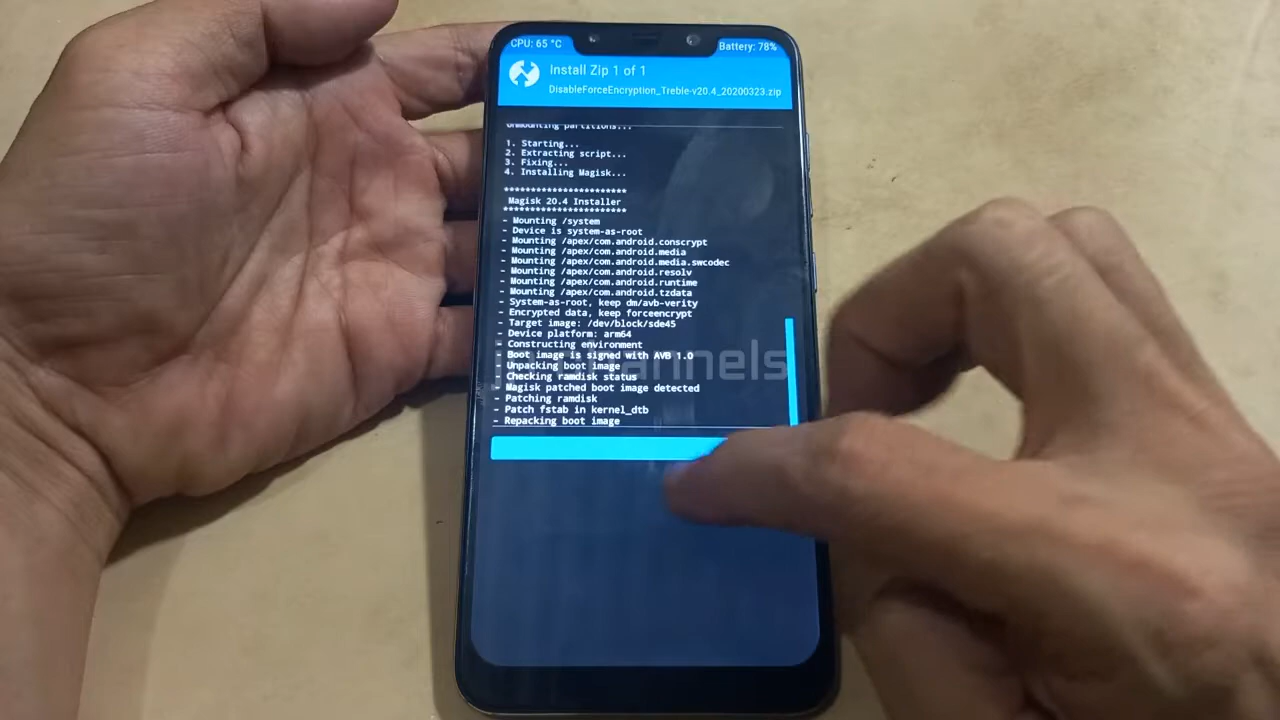 CPU: 65 °C
Battery: 78%
Install Zip 1 of 1
DisableForceEncryption_Treble-v20.4_20200323.zip
Unmounting partitions...
1. Starting...
2. Extracting script...
3. Fixing...
4. Installing Magisk...
***********************
Magisk 20.4 Installer
***********************
- Mounting /system
- Device is system-as-root
- Mounting /apex/com.android.conscrypt
- Mounting /apex/com.android.media
- Mounting /apex/com.android.media.swcodec
- Mounting /apex/com.android.resolv
- Mounting /apex/com.android.runtime
- Mounting /apex/com.android.tzdata
- System-as-root, keep dm/avb-verity
- Encrypted data, keep forceencrypt
- Target image: /dev/block/sde45
- Device platform: arm64
- Constructing environment
- Boot image is signed with AVB 1.0
- Unpacking boot image
- Checking ramdisk status
- Magisk patched boot image detected
- Patching ramdisk
- Patch fstab in kernel_dtb
- Repacking boot image